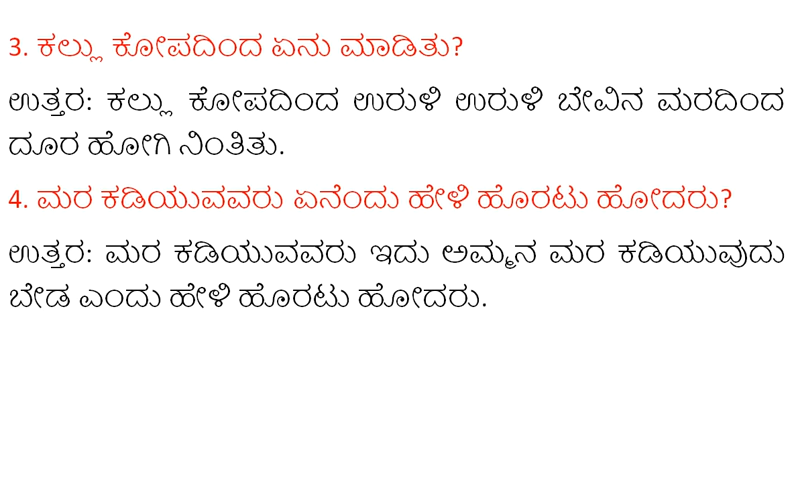 3. ಕಲ್ಲು ಕೋಪದಿಂದ ಏನು ಮಾಡಿತು?
ಉತ್ತರ: ಕಲ್ಲು ಕೋಪದಿಂದ ಉರುಳಿ ಉರುಳಿ ಬೇವಿನ ಮರದಿಂದ
ದೂರ ಹೋಗಿ ನಿಂತಿತು.
4. ಮರ ಕಡಿಯುವವರು ಏನೆಂದು ಹೇಳಿ ಹೊರಟು ಹೋದರು?
ಉತ್ತರ: ಮರ ಕಡಿಯುವವರು ಇದು ಅಮ್ಮನ ಮರ ಕಡಿಯುವುದು
ಬೇಡ ಎಂದು ಹೇಳಿ ಹೊರಟು ಹೋದರು.